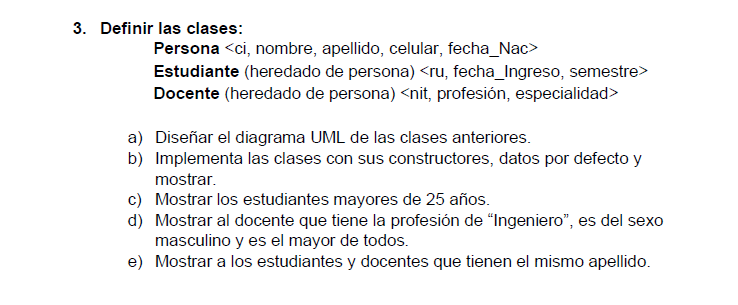 3. Definir las clases:
Persona <ci, nombre, apellido, celular, fecha_Nac>
Estudiante (heredado de persona) <ru, fecha_Ingreso, semestre>
Docente (heredado de persona) <nit, profesión, especialidad>
a) Diseñar el diagrama UML de las clases anteriores.
b) Implementa las clases con sus constructores, datos por defecto y
mostrar.
c) Mostrar los estudiantes mayores de 25 años.
d) Mostrar al docente que tiene la profesión de “Ingeniero”, es del sexo
masculino y es el mayor de todos.
e) Mostrar a los estudiantes y docentes que tienen el mismo apellido.